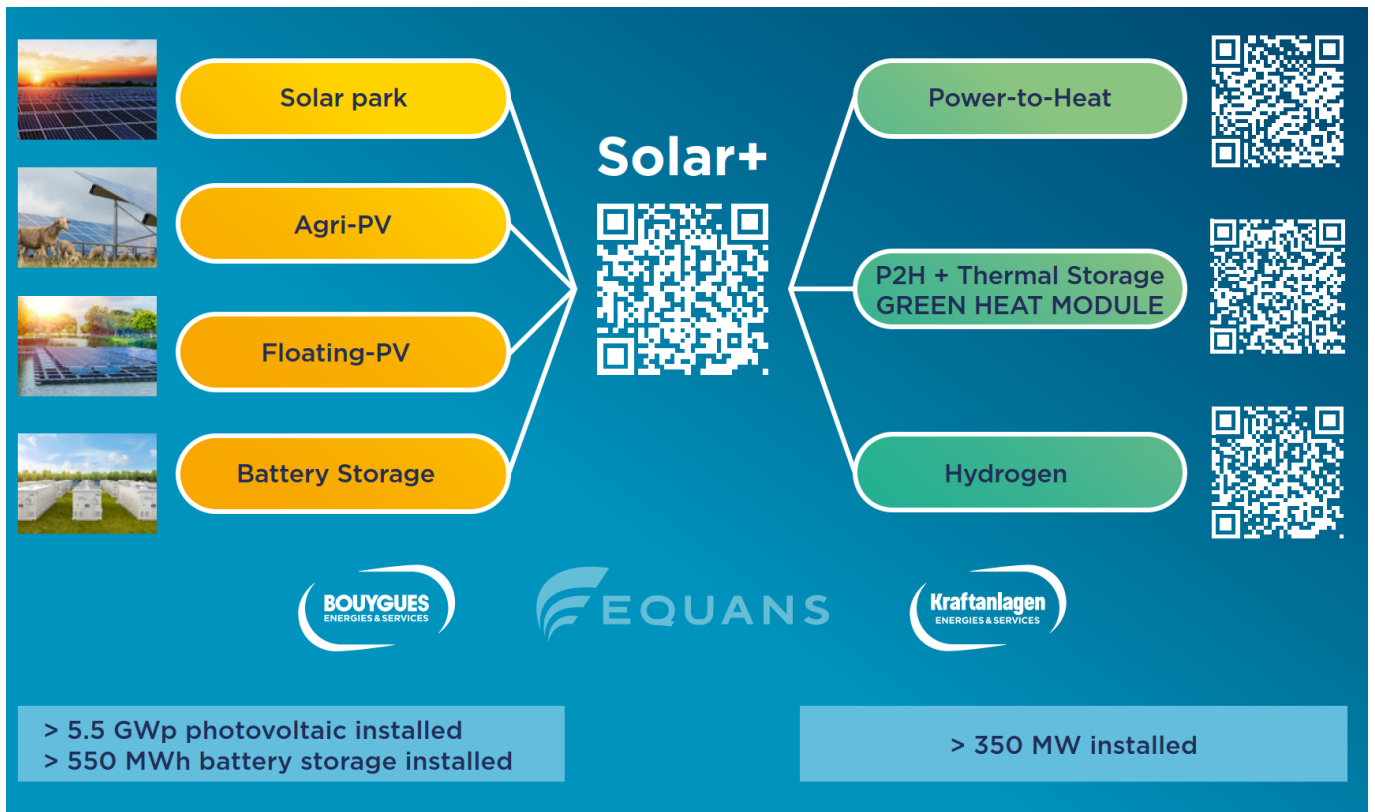 Solar park
Agri-PV
Floating-PV
Battery Storage
Solar+
Power-to-Heat
P2H + Thermal Storage
GREEN HEAT MODULE
Hydrogen
BOUYGUES
ENERGIES & SERVICES
EQUANS
Kraftanlagen
ENERGIES & SERVICES
> 5.5 GWp photovoltaic installed
> 550 MWh battery storage installed
> 350 MW installed